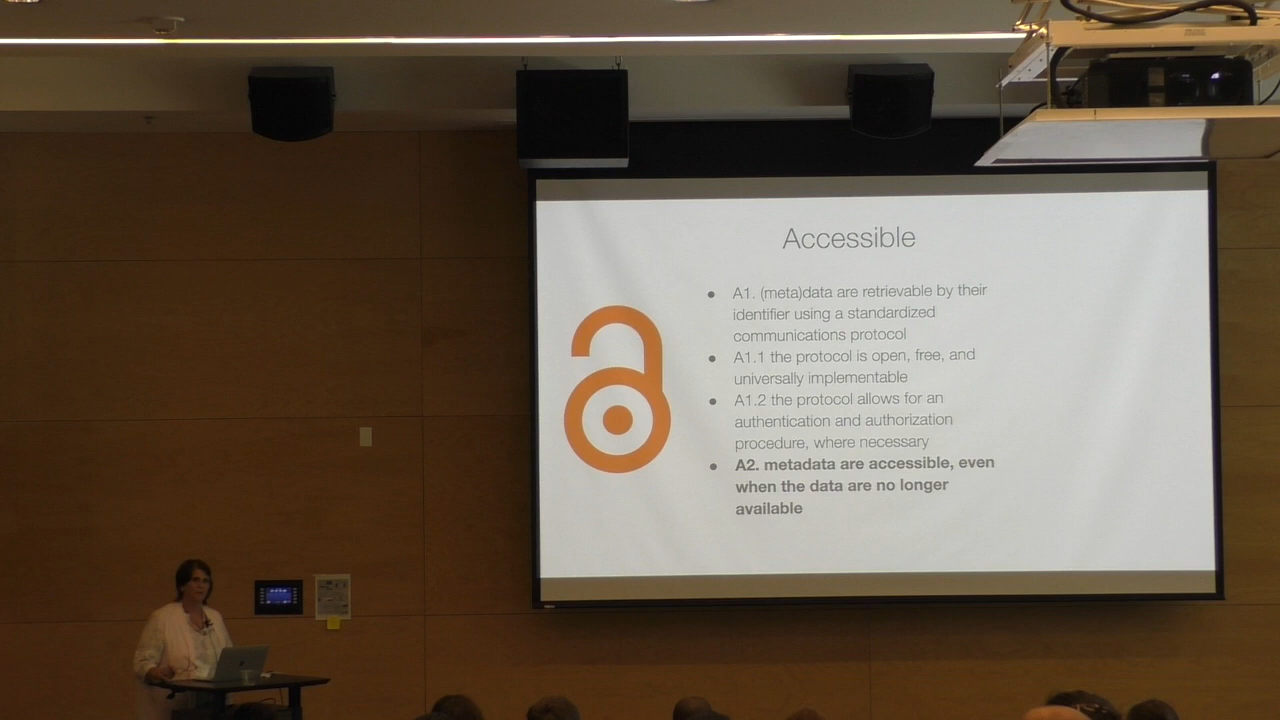 Accessible
● A1. (meta)data are retrievable by their
identifier using a standardized
communications protocol
● A1.1 the protocol is open, free, and
universally implementable
● A1.2 the protocol allows for an
authentication and authorization
procedure, where necessary
● A2. metadata are accessible, even
when the data are no longer
available